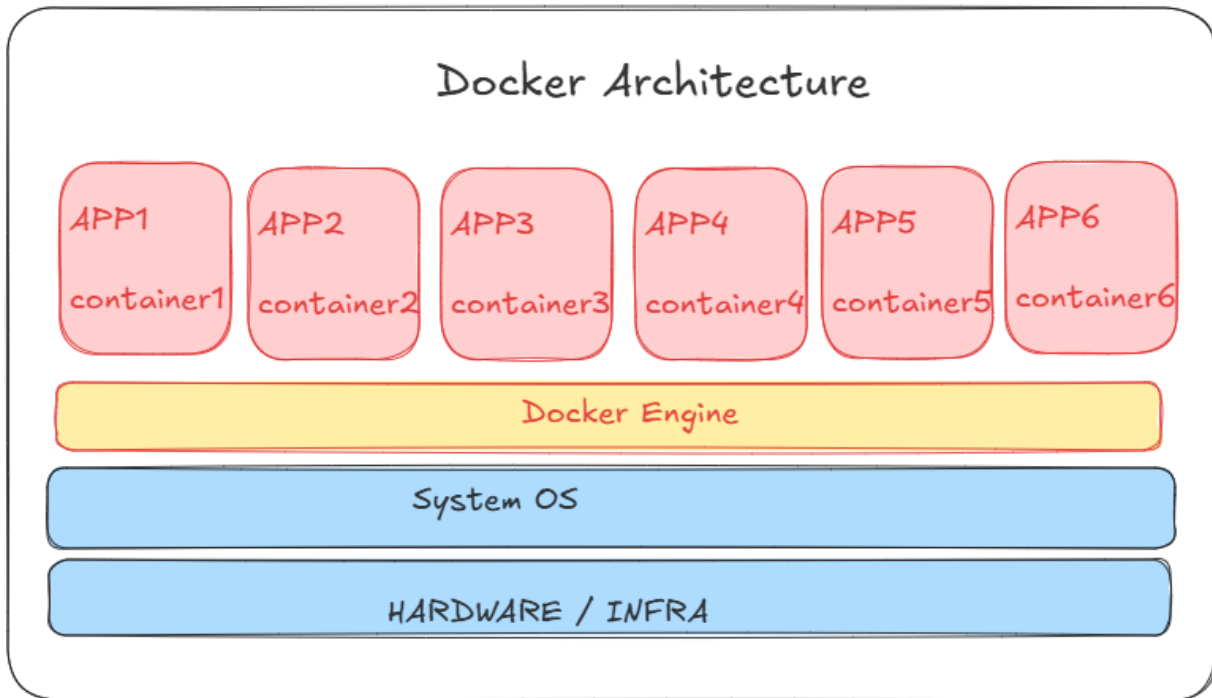 Docker Architecture
APP1 APP2 APP3 APP4 APP5 APP6
container1 container2 container3 container4 container5 container6
Docker Engine
System OS
HARDWARE / INFRA